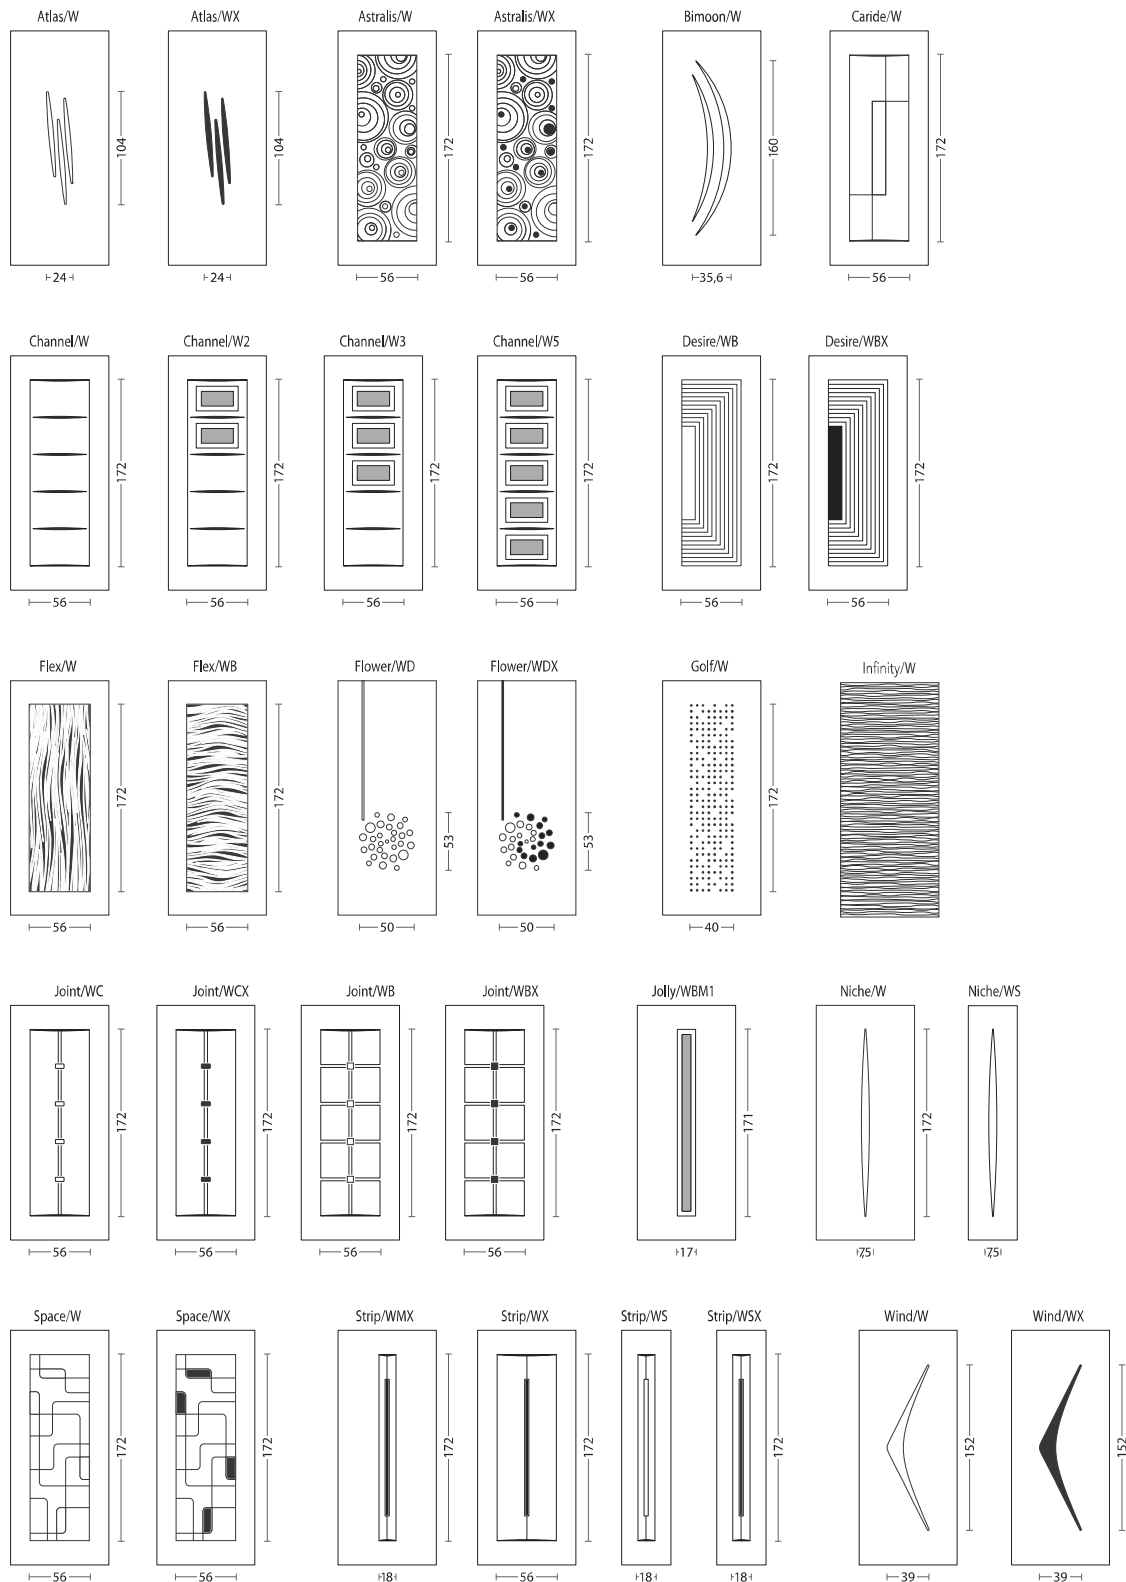 Atlas/W Atlas/WX Astralis/W Astralis/WX Bimoon/W Caride/W
104 104 172 172 160 172
24 24 56 56 35,6 56
Channel/W Channel/W2 Channel/W3 Channel/W5 Desire/WB Desire/WBX
172 172 172 172 172 172
56 56 56 56 56 56
Flex/W Flex/WB Flower/WD Flower/WDX Golf/W Infinity/W
172 172 53 53 172
56 56 50 50 40
Joint/WC Joint/WCX Joint/WB Joint/WBX Jolly/WBM1 Niche/W Niche/WS
172 172 172 172 171 172
56 56 56 56 17 7,5 7,5
Space/W Space/WX Strip/WMX Strip/WX Strip/WS Strip/WSX Wind/W Wind/WX
172 172 172 172 172 152 152
56 56 18 56 18 18 39 39